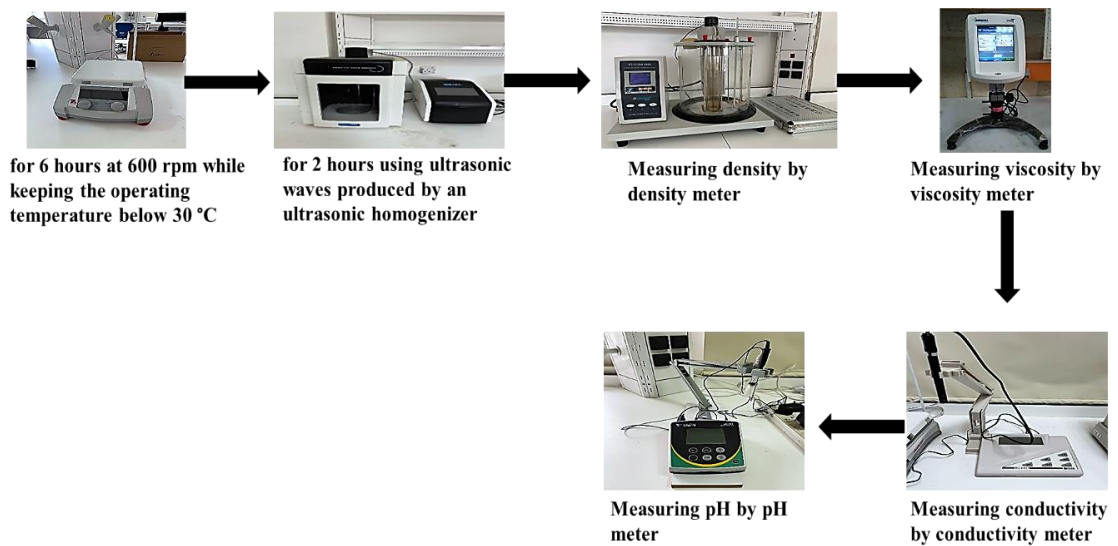 for 6 hours at 600 rpm while
keeping the operating
temperature below 30 °C
for 2 hours using ultrasonic
waves produced by an
ultrasonic homogenizer
Measuring density by
density meter
Measuring viscosity by
viscosity meter
Measuring pH by pH
meter
Measuring conductivity
by conductivity meter